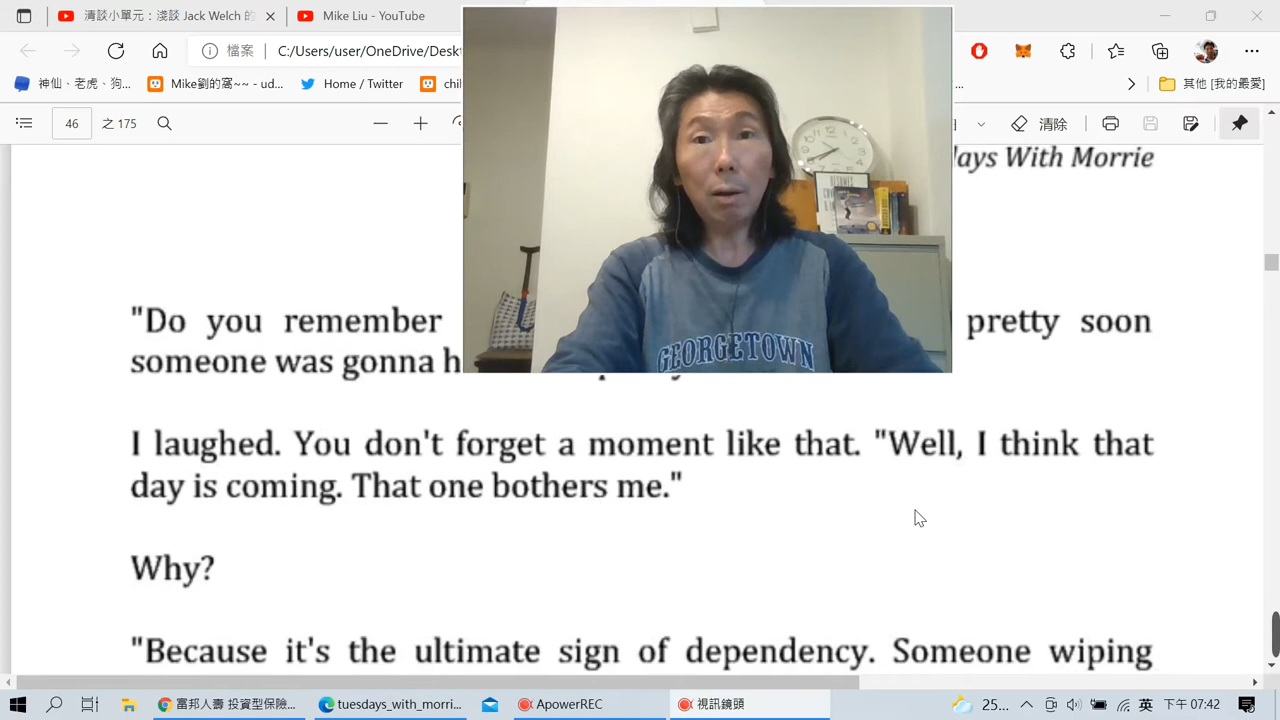 清談小單元：淺談 Jack Welch 的
Mike Liu - YouTube
檔案
C:/Users/user/OneDrive/Deskt
神仙、老虎、狗...
Mike劉的窩~~ - ud...
Home / Twitter
chil
其他 [我的最愛]
46 之 175
清除
days With Morrie
"Do you remember
pretty soon
someone was gonna h
I laughed. You don't forget a moment like that. "Well, I think that
day is coming. That one bothers me."
Why?
"Because it's the ultimate sign of dependency. Someone wiping
GEORGETOWN
富邦人壽 投資型保險...
tuesdays_with_morri...
ApowerREC
視訊鏡頭
25...
英
下午 07:42